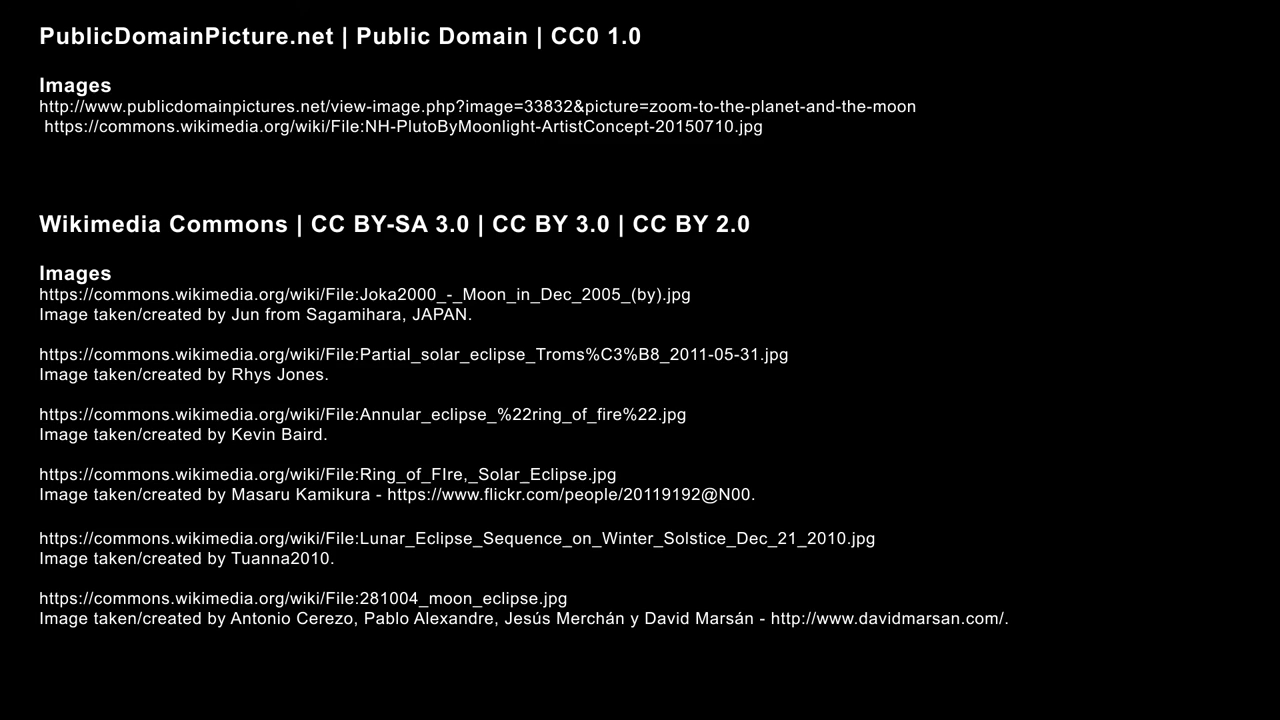 PublicDomainPicture.net | Public Domain | CC0 1.0
Images
http://www.publicdomainpictures.net/view-image.php?image=33832&picture=zoom-to-the-planet-and-the-moon
https://commons.wikimedia.org/wiki/File:NH-PlutoByMoonlight-ArtistConcept-20150710.jpg
Wikimedia Commons | CC BY-SA 3.0 | CC BY 3.0 | CC BY 2.0
Images
https://commons.wikimedia.org/wiki/File:Joka2000_-_Moon_in_Dec_2005_(by).jpg
Image taken/created by Jun from Sagamihara, JAPAN.
https://commons.wikimedia.org/wiki/File:Partial_solar_eclipse_Troms%C3%B8_2011-05-31.jpg
Image taken/created by Rhys Jones.
https://commons.wikimedia.org/wiki/File:Annular_eclipse_%22ring_of_fire%22.jpg
Image taken/created by Kevin Baird.
https://commons.wikimedia.org/wiki/File:Ring_of_FIre,_Solar_Eclipse.jpg
Image taken/created by Masaru Kamikura - https://www.flickr.com/people/20119192@N00.
https://commons.wikimedia.org/wiki/File:Lunar_Eclipse_Sequence_on_Winter_Solstice_Dec_21_2010.jpg
Image taken/created by Tuanna2010.
https://commons.wikimedia.org/wiki/File:281004_moon_eclipse.jpg
Image taken/created by Antonio Cerezo, Pablo Alexandre, Jesús Merchán y David Marsán - http://www.davidmarsan.com/.